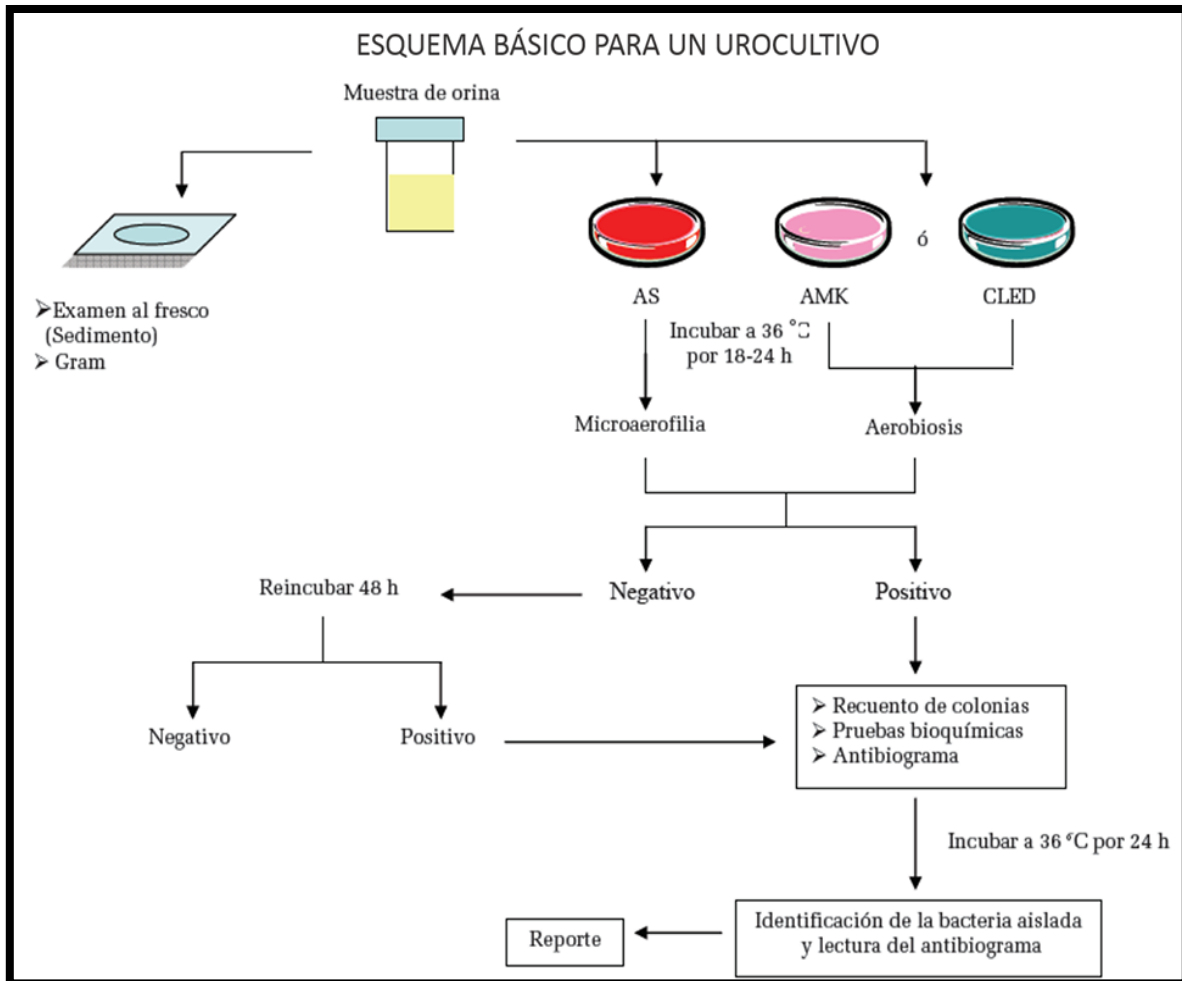 ESQUEMA BÁSICO PARA UN UROCULTIVO
Muestra de orina
➢Examen al fresco
(Sedimento)
➢ Gram
AS
AMK
ó
CLED
Incubar a 36 °C
por 18-24 h
Microaerofilia
Aerobiosis
Reincubar 48 h
Negativo
Positivo
Negativo
Positivo
➢ Recuento de colonias
➢ Pruebas bioquímicas
➢ Antibiograma
Incubar a 36 °C por 24 h
Identificación de la bacteria aislada
y lectura del antibiograma
Reporte